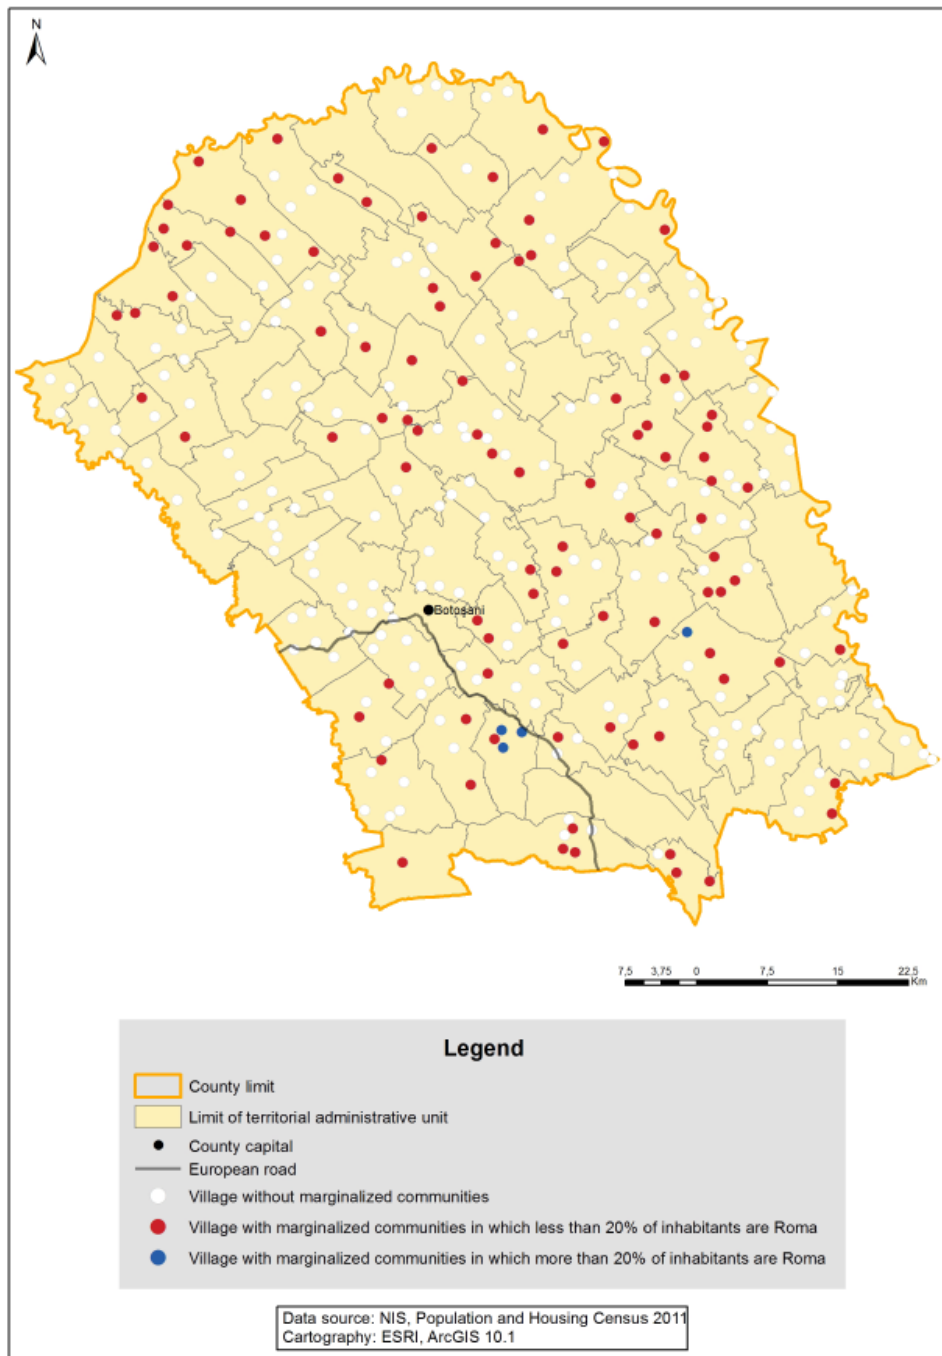 N
Botosani
7,5 3,75 0 7,5 15 22,5
Km
Legend
County limit
Limit of territorial administrative unit
County capital
European road
Village without marginalized communities
Village with marginalized communities in which less than 20% of inhabitants are Roma
Village with marginalized communities in which more than 20% of inhabitants are Roma
Data source: NIS, Population and Housing Census 2011
Cartography: ESRI, ArcGIS 10.1